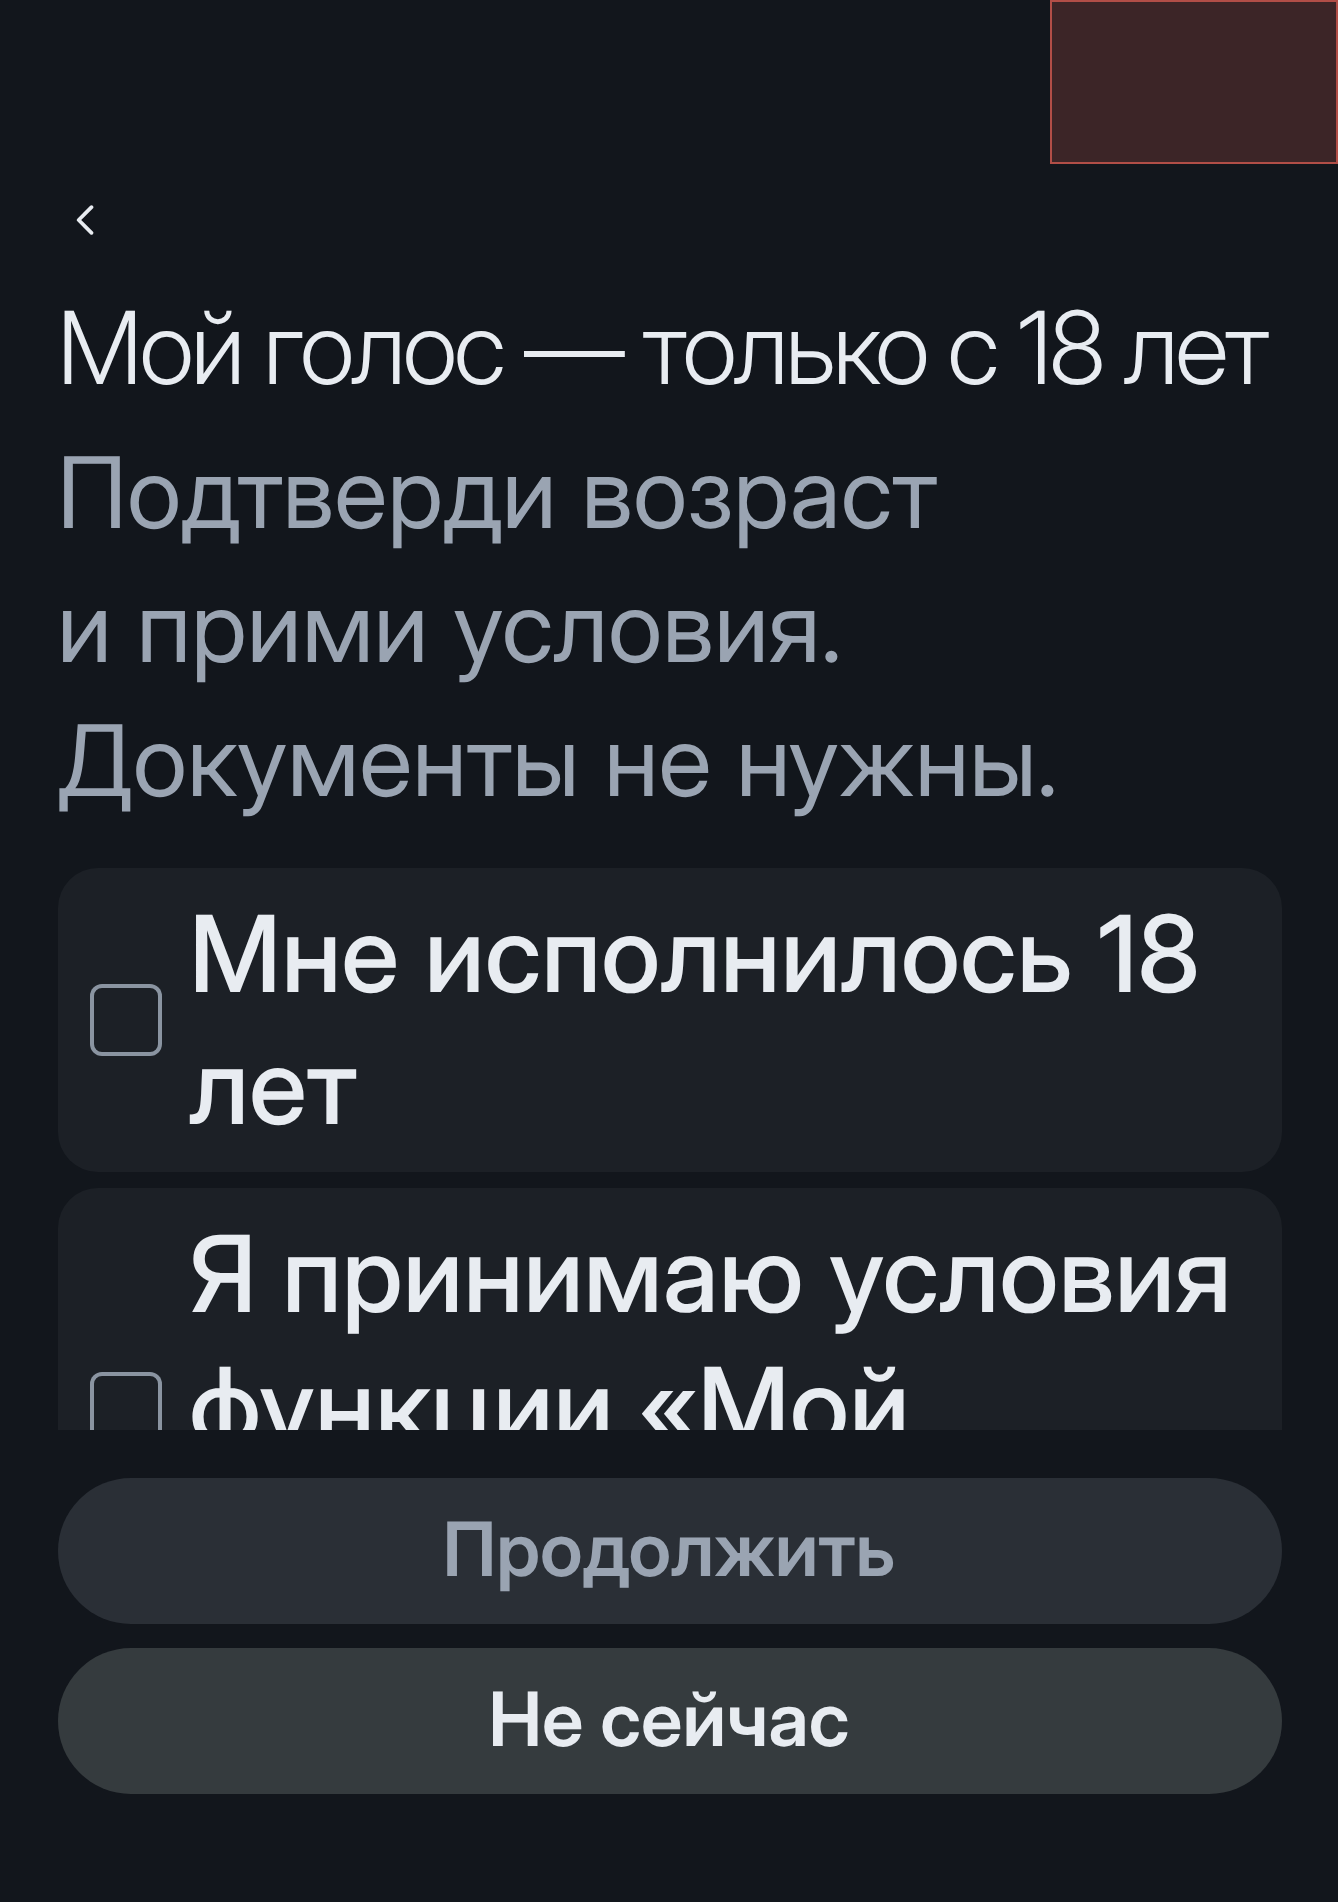 Мой голос — только с 18 лет
Подтверди возраст
и прими условия.
Документы не нужны.
Мне исполнилось 18
лет
Я принимаю условия
функции «Мой
Продолжить
Не сейчас